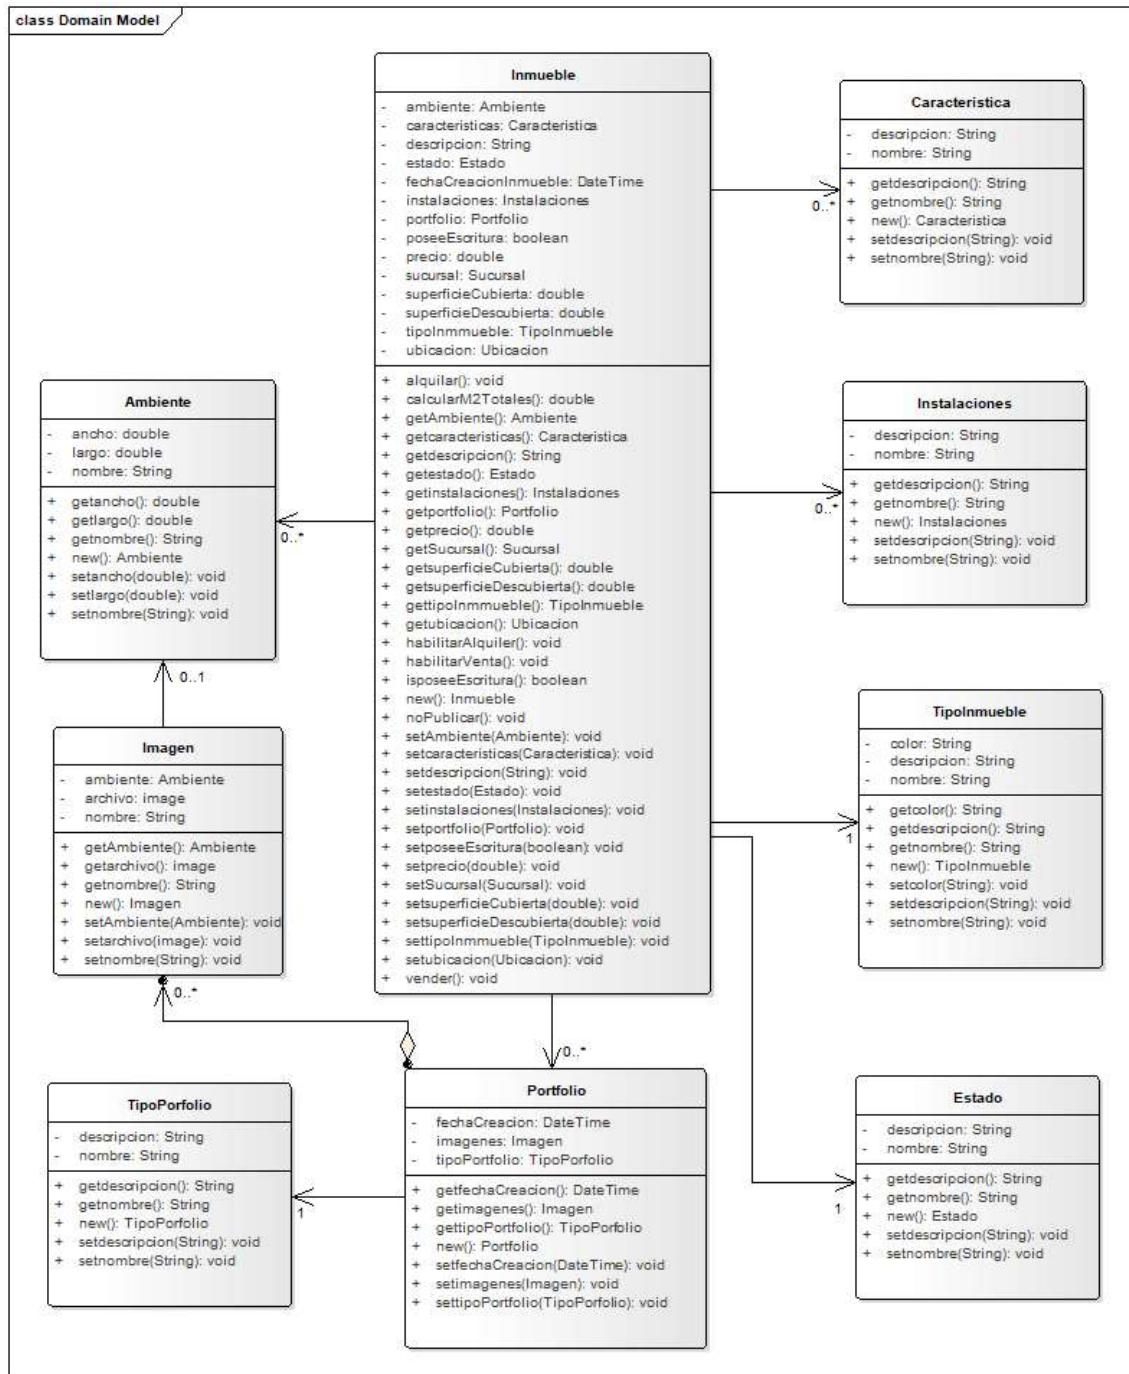 class Domain Model
Inmueble
- ambiente: Ambiente
- caracteristicas: Caracteristica
- descripcion: String
- estado: Estado
- fechaCreacionInmueble: DateTime
- instalaciones: Instalaciones
- portfolio: Portfolio
- poseeEscritura: boolean
- precio: double
- sucursal: Sucursal
- superficieCubierta: double
- superficieDescubierta: double
- tipoInmmueble: TipoInmueble
- ubicacion: Ubicacion
+ alquilar(): void
+ calcularM2Totales(): double
+ getAmbiente(): Ambiente
+ getcaracteristicas(): Caracteristica
+ getdescripcion(): String
+ getestado(): Estado
+ getinstalaciones(): Instalaciones
+ getportfolio(): Portfolio
+ getprecio(): double
+ getSucursal(): Sucursal
+ getsuperficieCubierta(): double
+ getsuperficieDescubierta(): double
+ gettipoInmmueble(): TipoInmueble
+ getubicacion(): Ubicacion
+ habilitarAlquiler(): void
+ habilitarVenta(): void
+ isposeeEscritura(): boolean
+ new(): Inmueble
+ noPublicar(): void
+ setAmbiente(Ambiente): void
+ setcaracteristicas(Caracteristica): void
+ setdescripcion(String): void
+ setestado(Estado): void
+ setinstalaciones(Instalaciones): void
+ setportfolio(Portfolio): void
+ setposeeEscritura(boolean): void
+ setprecio(double): void
+ setSucursal(Sucursal): void
+ setsuperficieCubierta(double): void
+ setsuperficieDescubierta(double): void
+ settipoInmmueble(TipoInmueble): void
+ setubicacion(Ubicacion): void
+ vender(): void
Caracteristica
- descripcion: String
- nombre: String
+ getdescripcion(): String
+ getnombre(): String
+ new(): Caracteristica
+ setdescripcion(String): void
+ setnombre(String): void
0..*
Ambiente
- ancho: double
- largo: double
- nombre: String
+ getancho(): double
+ getlargo(): double
+ getnombre(): String
+ new(): Ambiente
+ setancho(double): void
+ setlargo(double): void
+ setnombre(String): void
0..*
0..1
Instalaciones
- descripcion: String
- nombre: String
+ getdescripcion(): String
+ getnombre(): String
+ new(): Instalaciones
+ setdescripcion(String): void
+ setnombre(String): void
0..*
Imagen
- ambiente: Ambiente
- archivo: image
- nombre: String
+ getAmbiente(): Ambiente
+ getarchivo(): image
+ getnombre(): String
+ new(): Imagen
+ setAmbiente(Ambiente): void
+ setarchivo(image): void
+ setnombre(String): void
0..*
TipoInmueble
- color: String
- descripcion: String
- nombre: String
+ getcolor(): String
+ getdescripcion(): String
+ getnombre(): String
+ new(): TipoInmueble
+ setcolor(String): void
+ setdescripcion(String): void
+ setnombre(String): void
1
0..*
TipoPorfolio
- descripcion: String
- nombre: String
+ getdescripcion(): String
+ getnombre(): String
+ new(): TipoPorfolio
+ setdescripcion(String): void
+ setnombre(String): void
1
Portfolio
- fechaCreacion: DateTime
- imagenes: Imagen
- tipoPortfolio: TipoPorfolio
+ getfechaCreacion(): DateTime
+ getimagenes(): Imagen
+ gettipoPortfolio(): TipoPorfolio
+ new(): Portfolio
+ setfechaCreacion(DateTime): void
+ setimagenes(Imagen): void
+ settipoPortfolio(TipoPorfolio): void
Estado
- descripcion: String
- nombre: String
+ getdescripcion(): String
+ getnombre(): String
+ new(): Estado
+ setdescripcion(String): void
+ setnombre(String): void
1